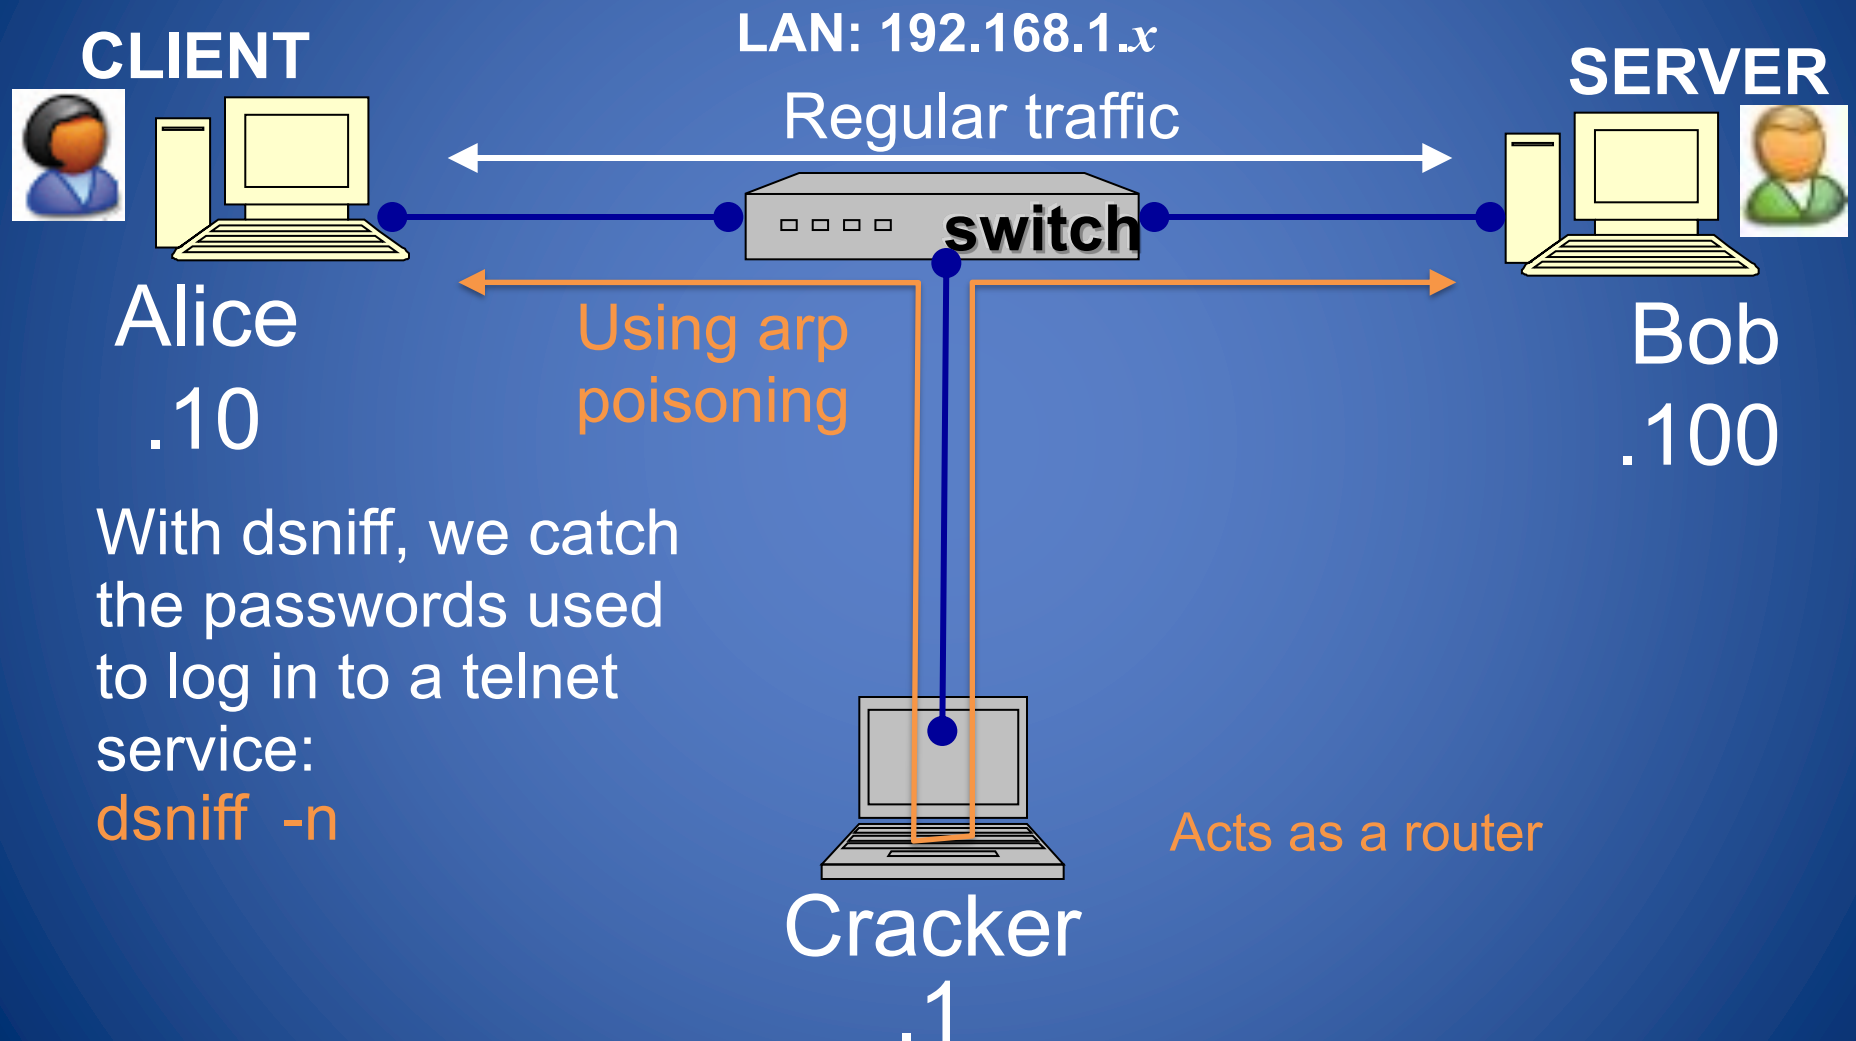 LAN: 192.168.1.x
CLIENT
SERVER
Regular traffic
switch
Alice
.10
Using arp
poisoning
Bob
.100
With dsniff, we catch
the passwords used
to log in to a telnet
service:
dsniff -n
Acts as a router
Cracker
.1